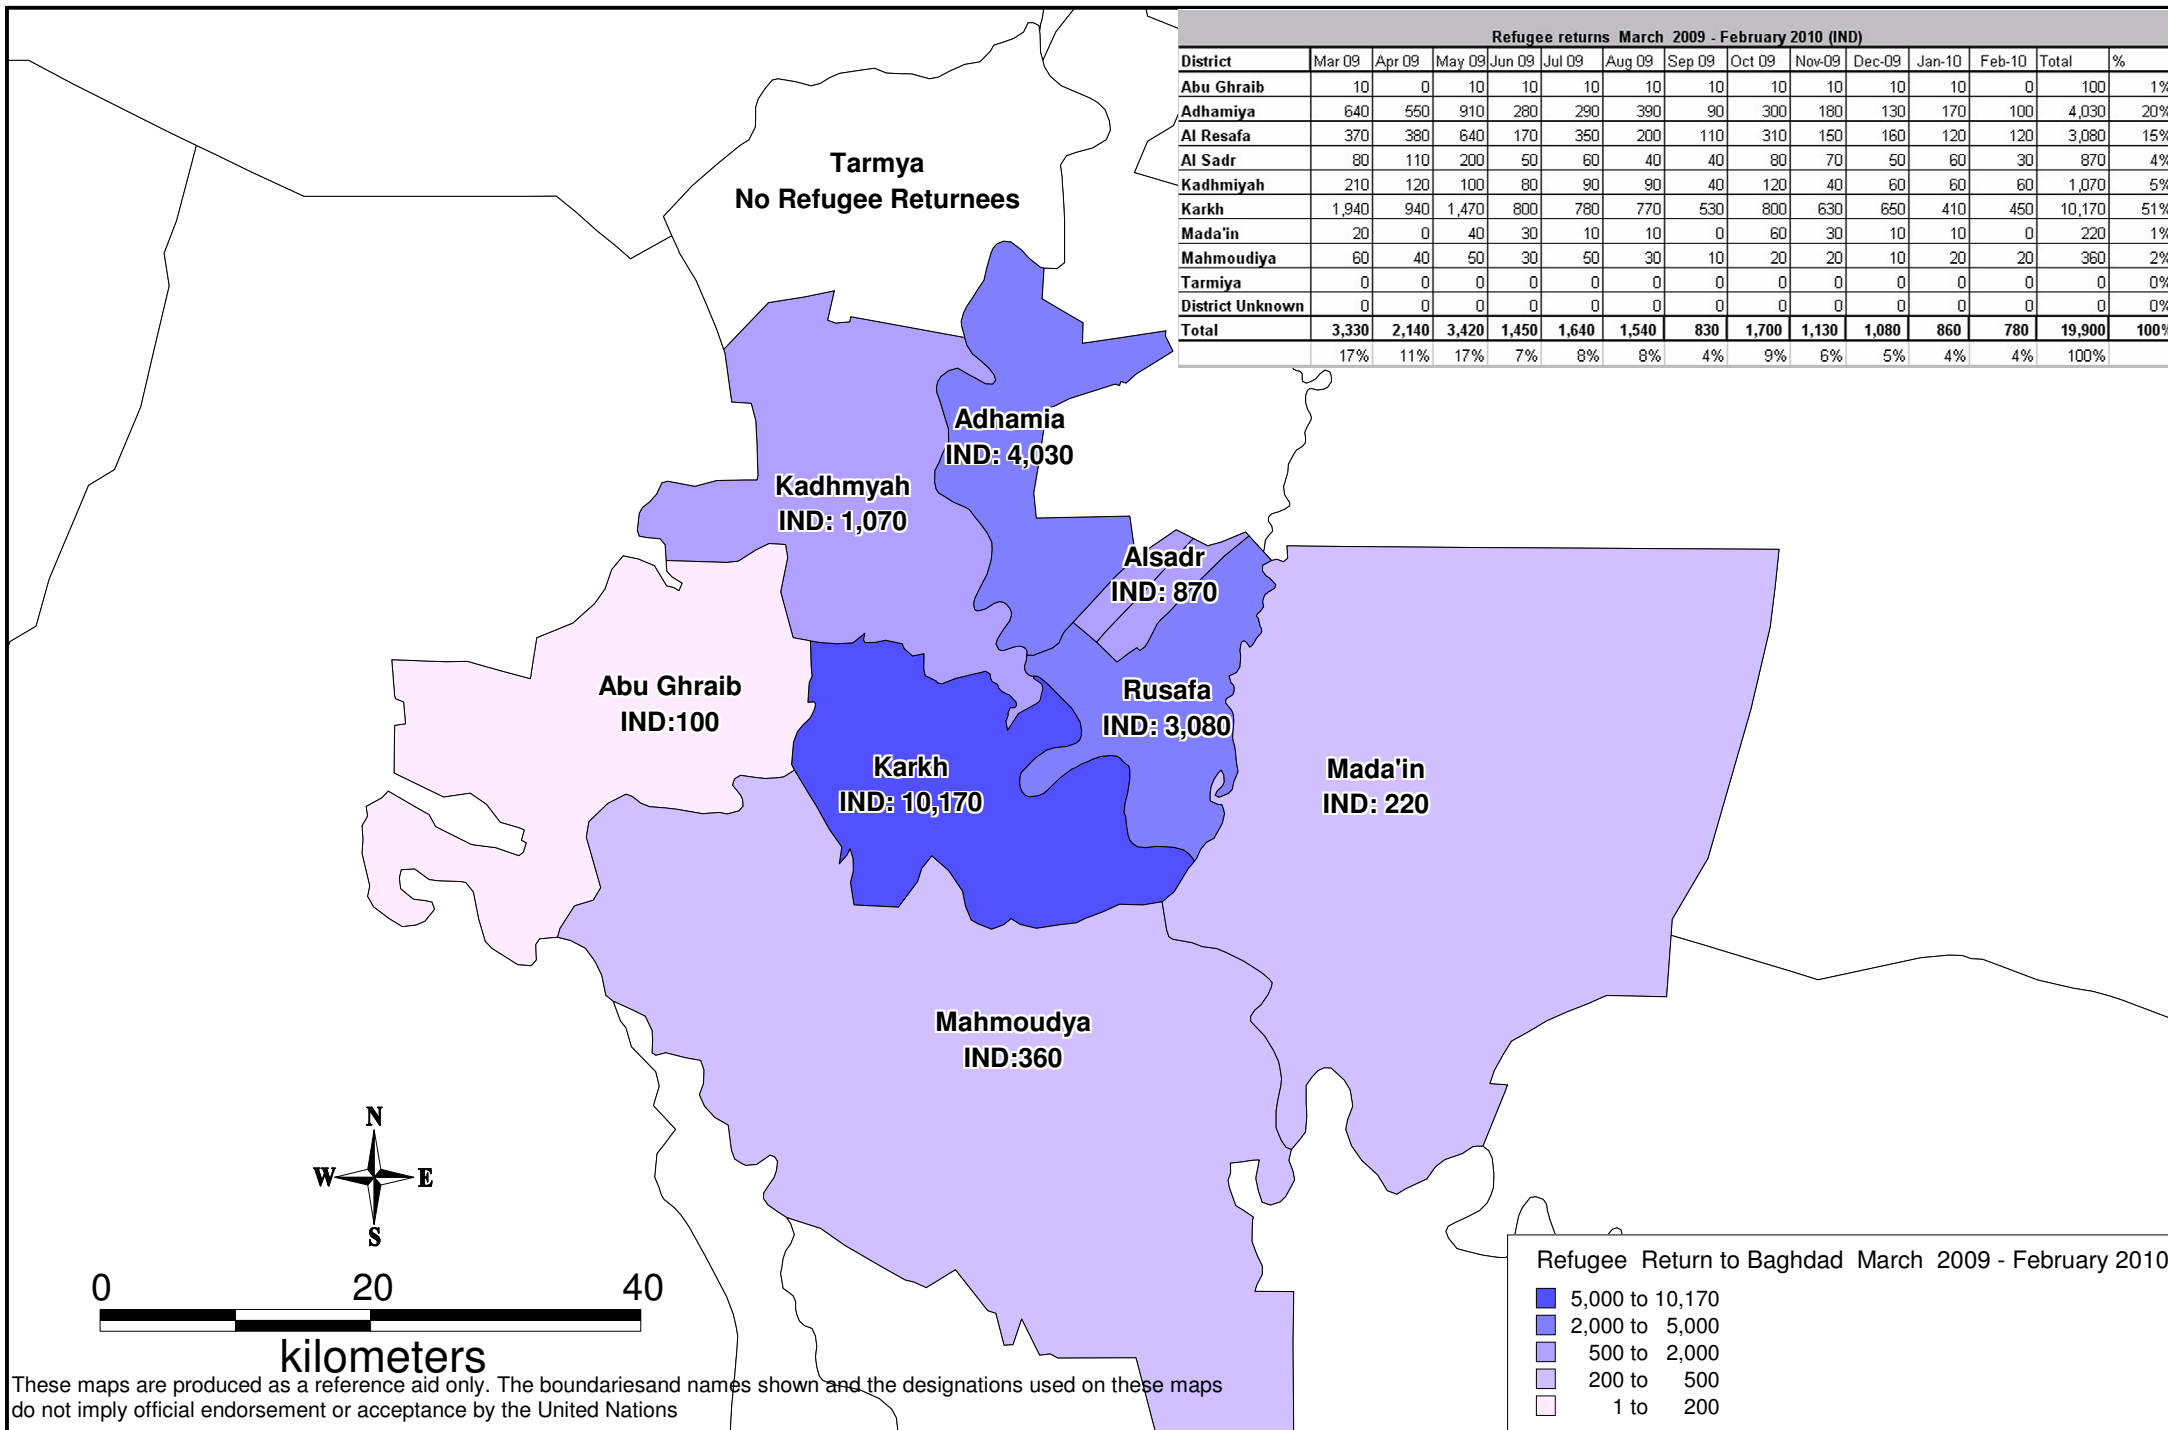 Refugee returns March 2009 - February 2010 (IND)
District Mar 09 Apr 09 May 09 Jun 09 Jul 09 Aug 09 Sep 09 Oct 09 Nov-09 Dec-09 Jan-10 Feb-10 Total %
Abu Ghraib 10 0 10 10 10 10 10 10 10 10 10 0 100 1%
Adhamiya 640 550 910 280 290 390 90 300 180 130 170 100 4,030 20%
Al Resafa 370 380 640 170 350 200 110 310 150 160 120 120 3,080 15%
Al Sadr 80 110 200 50 60 40 40 80 70 50 60 30 870 4%
Kadhmiyah 210 120 100 80 90 90 40 120 40 60 60 60 1,070 5%
Karkh 1,940 940 1,470 800 780 770 530 800 630 650 410 450 10,170 51%
Mada'in 20 0 40 30 10 10 0 60 30 10 10 0 220 1%
Mahmoudiya 60 40 50 30 50 30 10 20 20 10 20 20 360 2%
Tarmiya 0 0 0 0 0 0 0 0 0 0 0 0 0 0%
District Unknown 0 0 0 0 0 0 0 0 0 0 0 0 0 0%
Total 3,330 2,140 3,420 1,450 1,640 1,540 830 1,700 1,130 1,080 860 780 19,900 100%
17% 11% 17% 7% 8% 8% 4% 9% 6% 5% 4% 4% 100%
Tarmya
No Refugee Returnees
Adhamia
IND: 4,030
Kadhmyah
IND: 1,070
Alsadr
IND: 870
Abu Ghraib
IND:100
Rusafa
IND: 3,080
Karkh
IND: 10,170
Mada'in
IND: 220
Mahmoudya
IND:360
N
W E
S
0 20 40
kilometers
These maps are produced as a reference aid only. The boundariesand names shown and the designations used on these maps
do not imply official endorsement or acceptance by the United Nations
Refugee Return to Baghdad March 2009 - February 2010
5,000 to 10,170
2,000 to 5,000
500 to 2,000
200 to 500
1 to 200